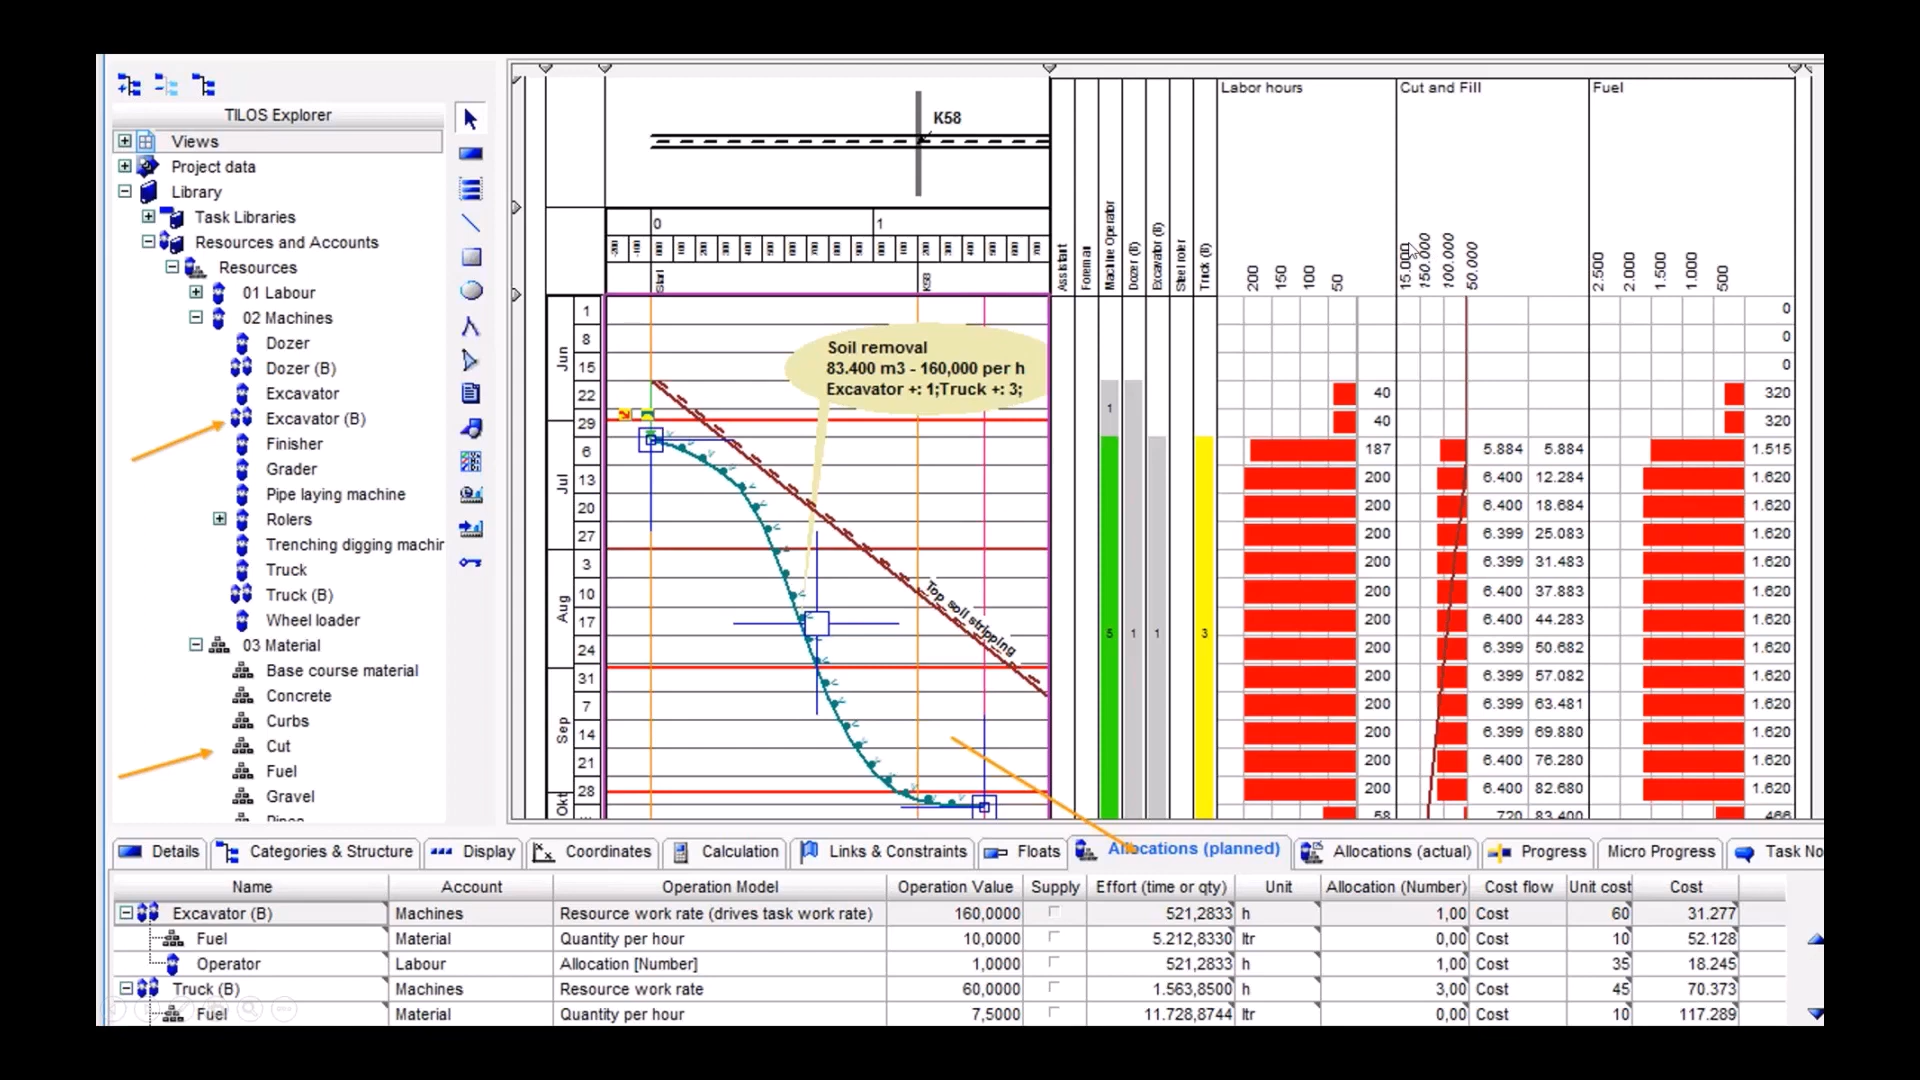 TILOS Explorer
Views
Project data
Library
Task Libraries
Resources and Accounts
Resources
01 Labour
02 Machines
Dozer
Dozer (B)
Excavator
Excavator (B)
Finisher
Grader
Pipe laying machine
Rolers
Trenching digging machir
Truck
Truck (B)
Wheel loader
03 Material
Base course material
Concrete
Curbs
Cut
Fuel
Gravel
K58
0 1
Start K58
Jun Jul Aug Sep Okt
1
8
15
22
29
6
13
20
27
3
10
17
24
31
7
14
21
28
Soil removal
83.400 m3 - 160,000 per h
Excavator +: 1;Truck +: 3;
Top soil stripping
Assistant
Foreman
Machine Operator
Dozer (B)
Excavator (B)
Steel roler
Truck (B)
1
5 1 1 3
Labor hours Cut and Fill Fuel
200 150 100 50
150.000 100.000 50.000
2.500 2.000 1.500 1.000 500
0
0
0
40 320
40 320
187 5.884 5.884 1.515
200 6.400 12.284 1.620
200 6.400 18.684 1.620
200 6.399 25.083 1.620
200 6.399 31.483 1.620
200 6.400 37.883 1.620
200 6.400 44.283 1.620
200 6.399 50.682 1.620
200 6.399 57.082 1.620
200 6.399 63.481 1.620
200 6.399 69.880 1.620
200 6.400 76.280 1.620
200 6.400 82.680 1.620
58 720 83.400 466
Details Categories & Structure Display Coordinates Calculation Links & Constraints Floats Allocations (planned) Allocations (actual) Progress Micro Progress Task No
Name Account Operation Model Operation Value Supply Effort (time or qty) Unit Allocation (Number) Cost flow Unit cost Cost
Excavator (B) Machines Resource work rate (drives task work rate) 160,0000 521,2833 h 1,00 Cost 60 31.277
Fuel Material Quantity per hour 10,0000 5.212,8330 ltr 0,00 Cost 10 52.128
Operator Labour Allocation [Number] 1,0000 521,2833 h 1,00 Cost 35 18.245
Truck (B) Machines Resource work rate 60,0000 1.563,8500 h 3,00 Cost 45 70.373
Fuel Material Quantity per hour 7,5000 11.728,8744 ltr 0,00 Cost 10 117.289